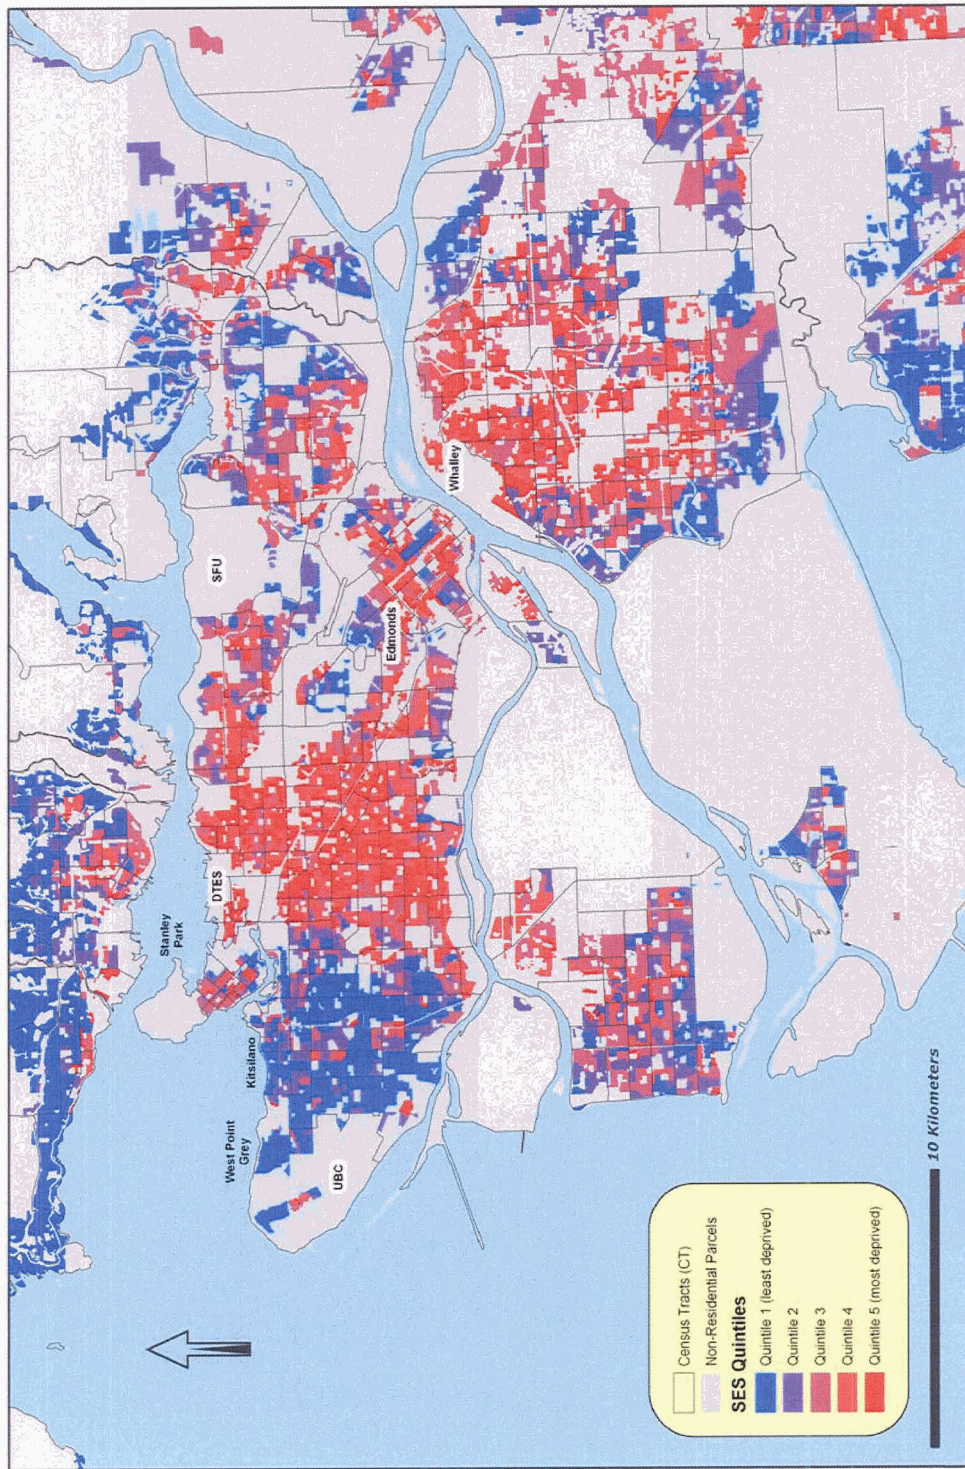 Stanley
Park
West Point
Grey
Kitsilano
DTES
SFU
UBC
Edmonds
Whalley
Census Tracts (CT)
Non-Residential Parcels
SES Quintiles
Quintile 1 (least deprived)
Quintile 2
Quintile 3
Quintile 4
Quintile 5 (most deprived)
10 Kilometers